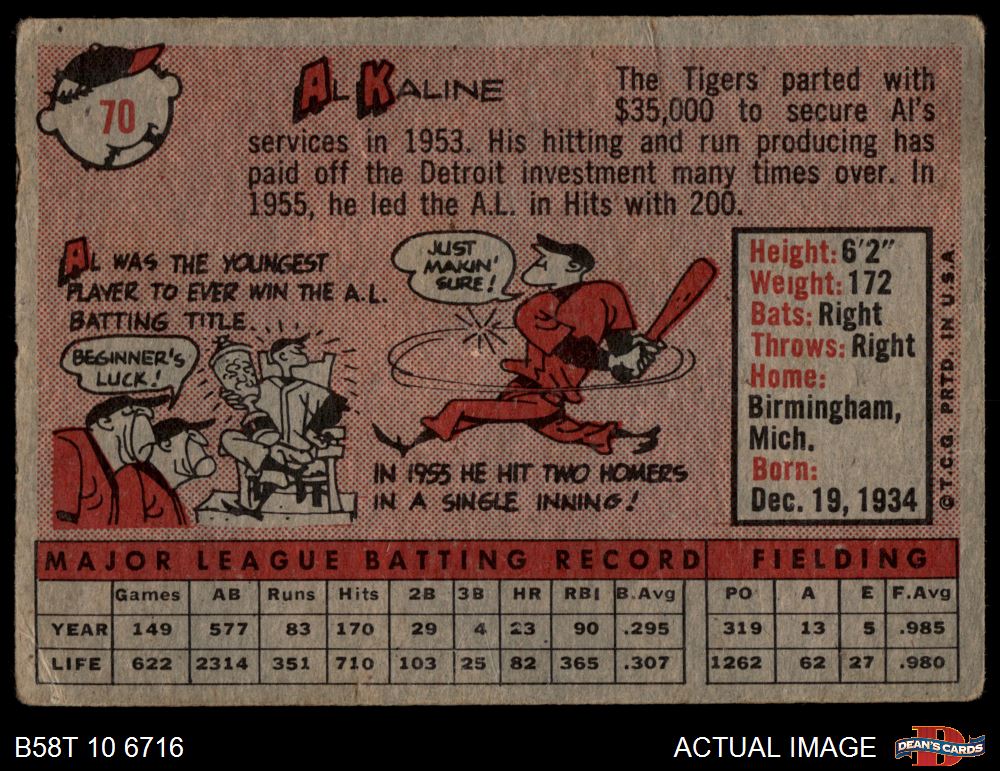 70
AL KALINE
The Tigers parted with
$35,000 to secure Al's
services in 1953. His hitting and run producing has
paid off the Detroit investment many times over. In
1955, he led the A.L. in Hits with 200.
AL WAS THE YOUNGEST
PLAYER TO EVER WIN THE A.L.
BATTING TITLE.
BEGINNER'S
LUCK!
JUST
MAKIN'
SURE!
IN 1955 HE HIT TWO HOMERS
IN A SINGLE INNING!
Height: 6'2"
Weight: 172
Bats: Right
Throws: Right
Home:
Birmingham,
Mich.
Born:
Dec. 19, 1934
© T.C.G. PRTD. IN U.S.A.
MAJOR LEAGUE BATTING RECORD FIELDING
Games AB Runs Hits 2B 3B HR RBI B.Avg PO A E F.Avg
YEAR 149 577 83 170 29 4 23 90 .295 319 13 5 .985
LIFE 622 2314 351 710 103 25 82 365 .307 1262 62 27 .980
B58T 10 6716
ACTUAL IMAGE
DEAN'S CARDS